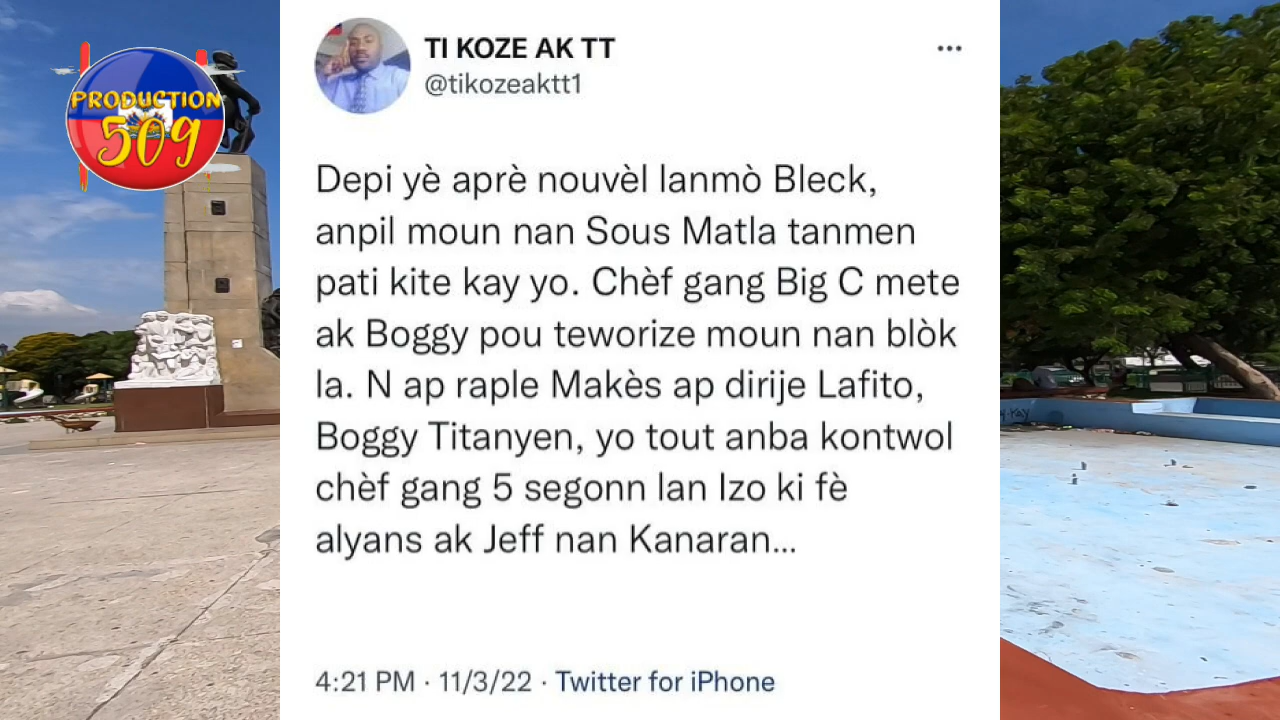 PRODUCTION
509
TI KOZE AK TT
@tikozeaktt1
Depi yè aprè nouvèl lanmò Bleck,
anpil moun nan Sous Matla tanmen
pati kite kay yo. Chèf gang Big C mete
ak Boggy pou teworize moun nan blòk
la. N ap raple Makès ap dirije Lafito,
Boggy Titanyen, yo tout anba kontwol
chèf gang 5 segonn lan Izo ki fè
alyans ak Jeff nan Kanaran...
4:21 PM · 11/3/22 · Twitter for iPhone